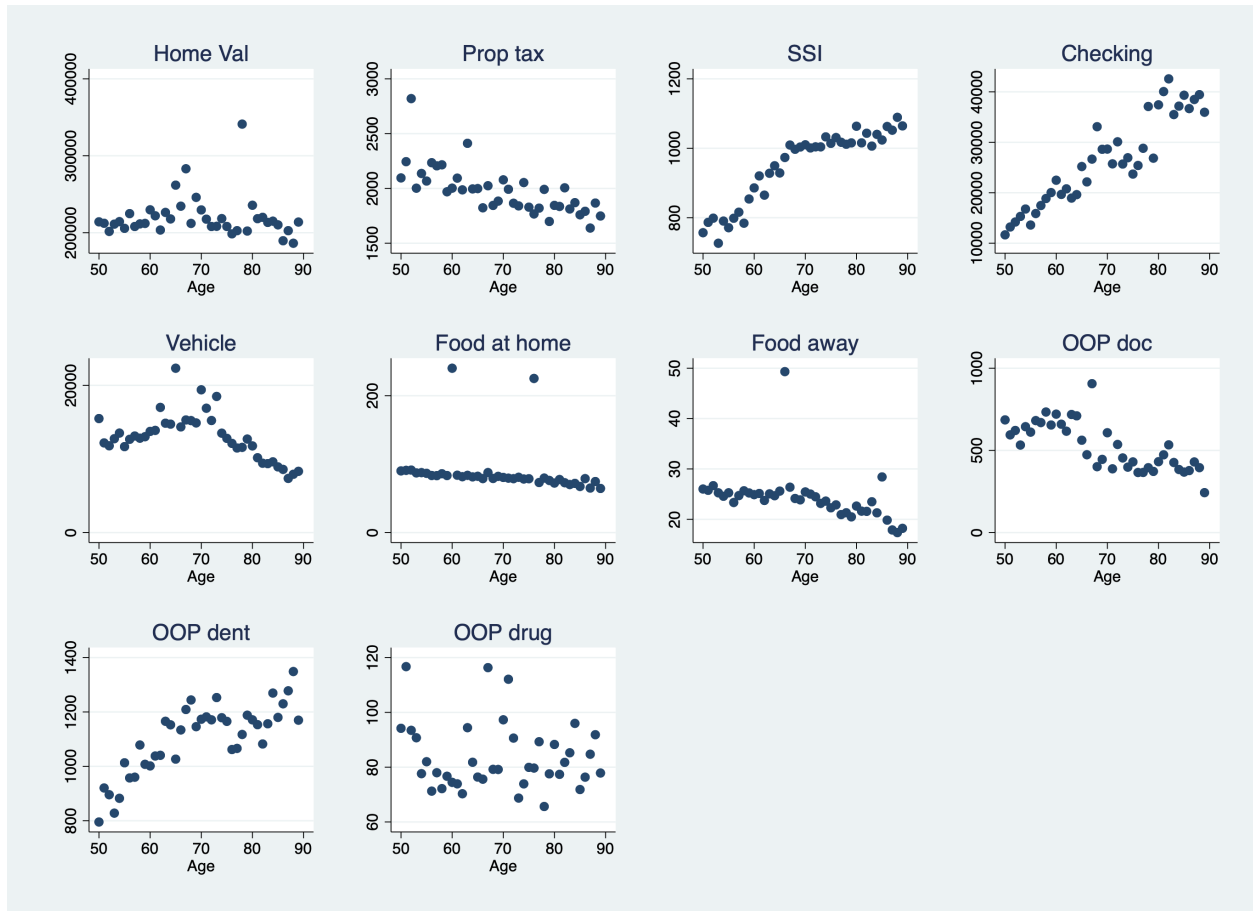 Home Val
400000
300000
200000
50 60 70 80 90
Age
Prop tax
3000
2500
2000
1500
50 60 70 80 90
Age
SSI
1200
1000
800
50 60 70 80 90
Age
Checking
40000
30000
20000
10000
50 60 70 80 90
Age
Vehicle
20000
0
50 60 70 80 90
Age
Food at home
200
0
50 60 70 80 90
Age
Food away
50
40
30
20
50 60 70 80 90
Age
OOP doc
1000
500
0
50 60 70 80 90
Age
OOP dent
1400
1200
1000
800
50 60 70 80 90
Age
OOP drug
120
100
80
60
50 60 70 80 90
Age